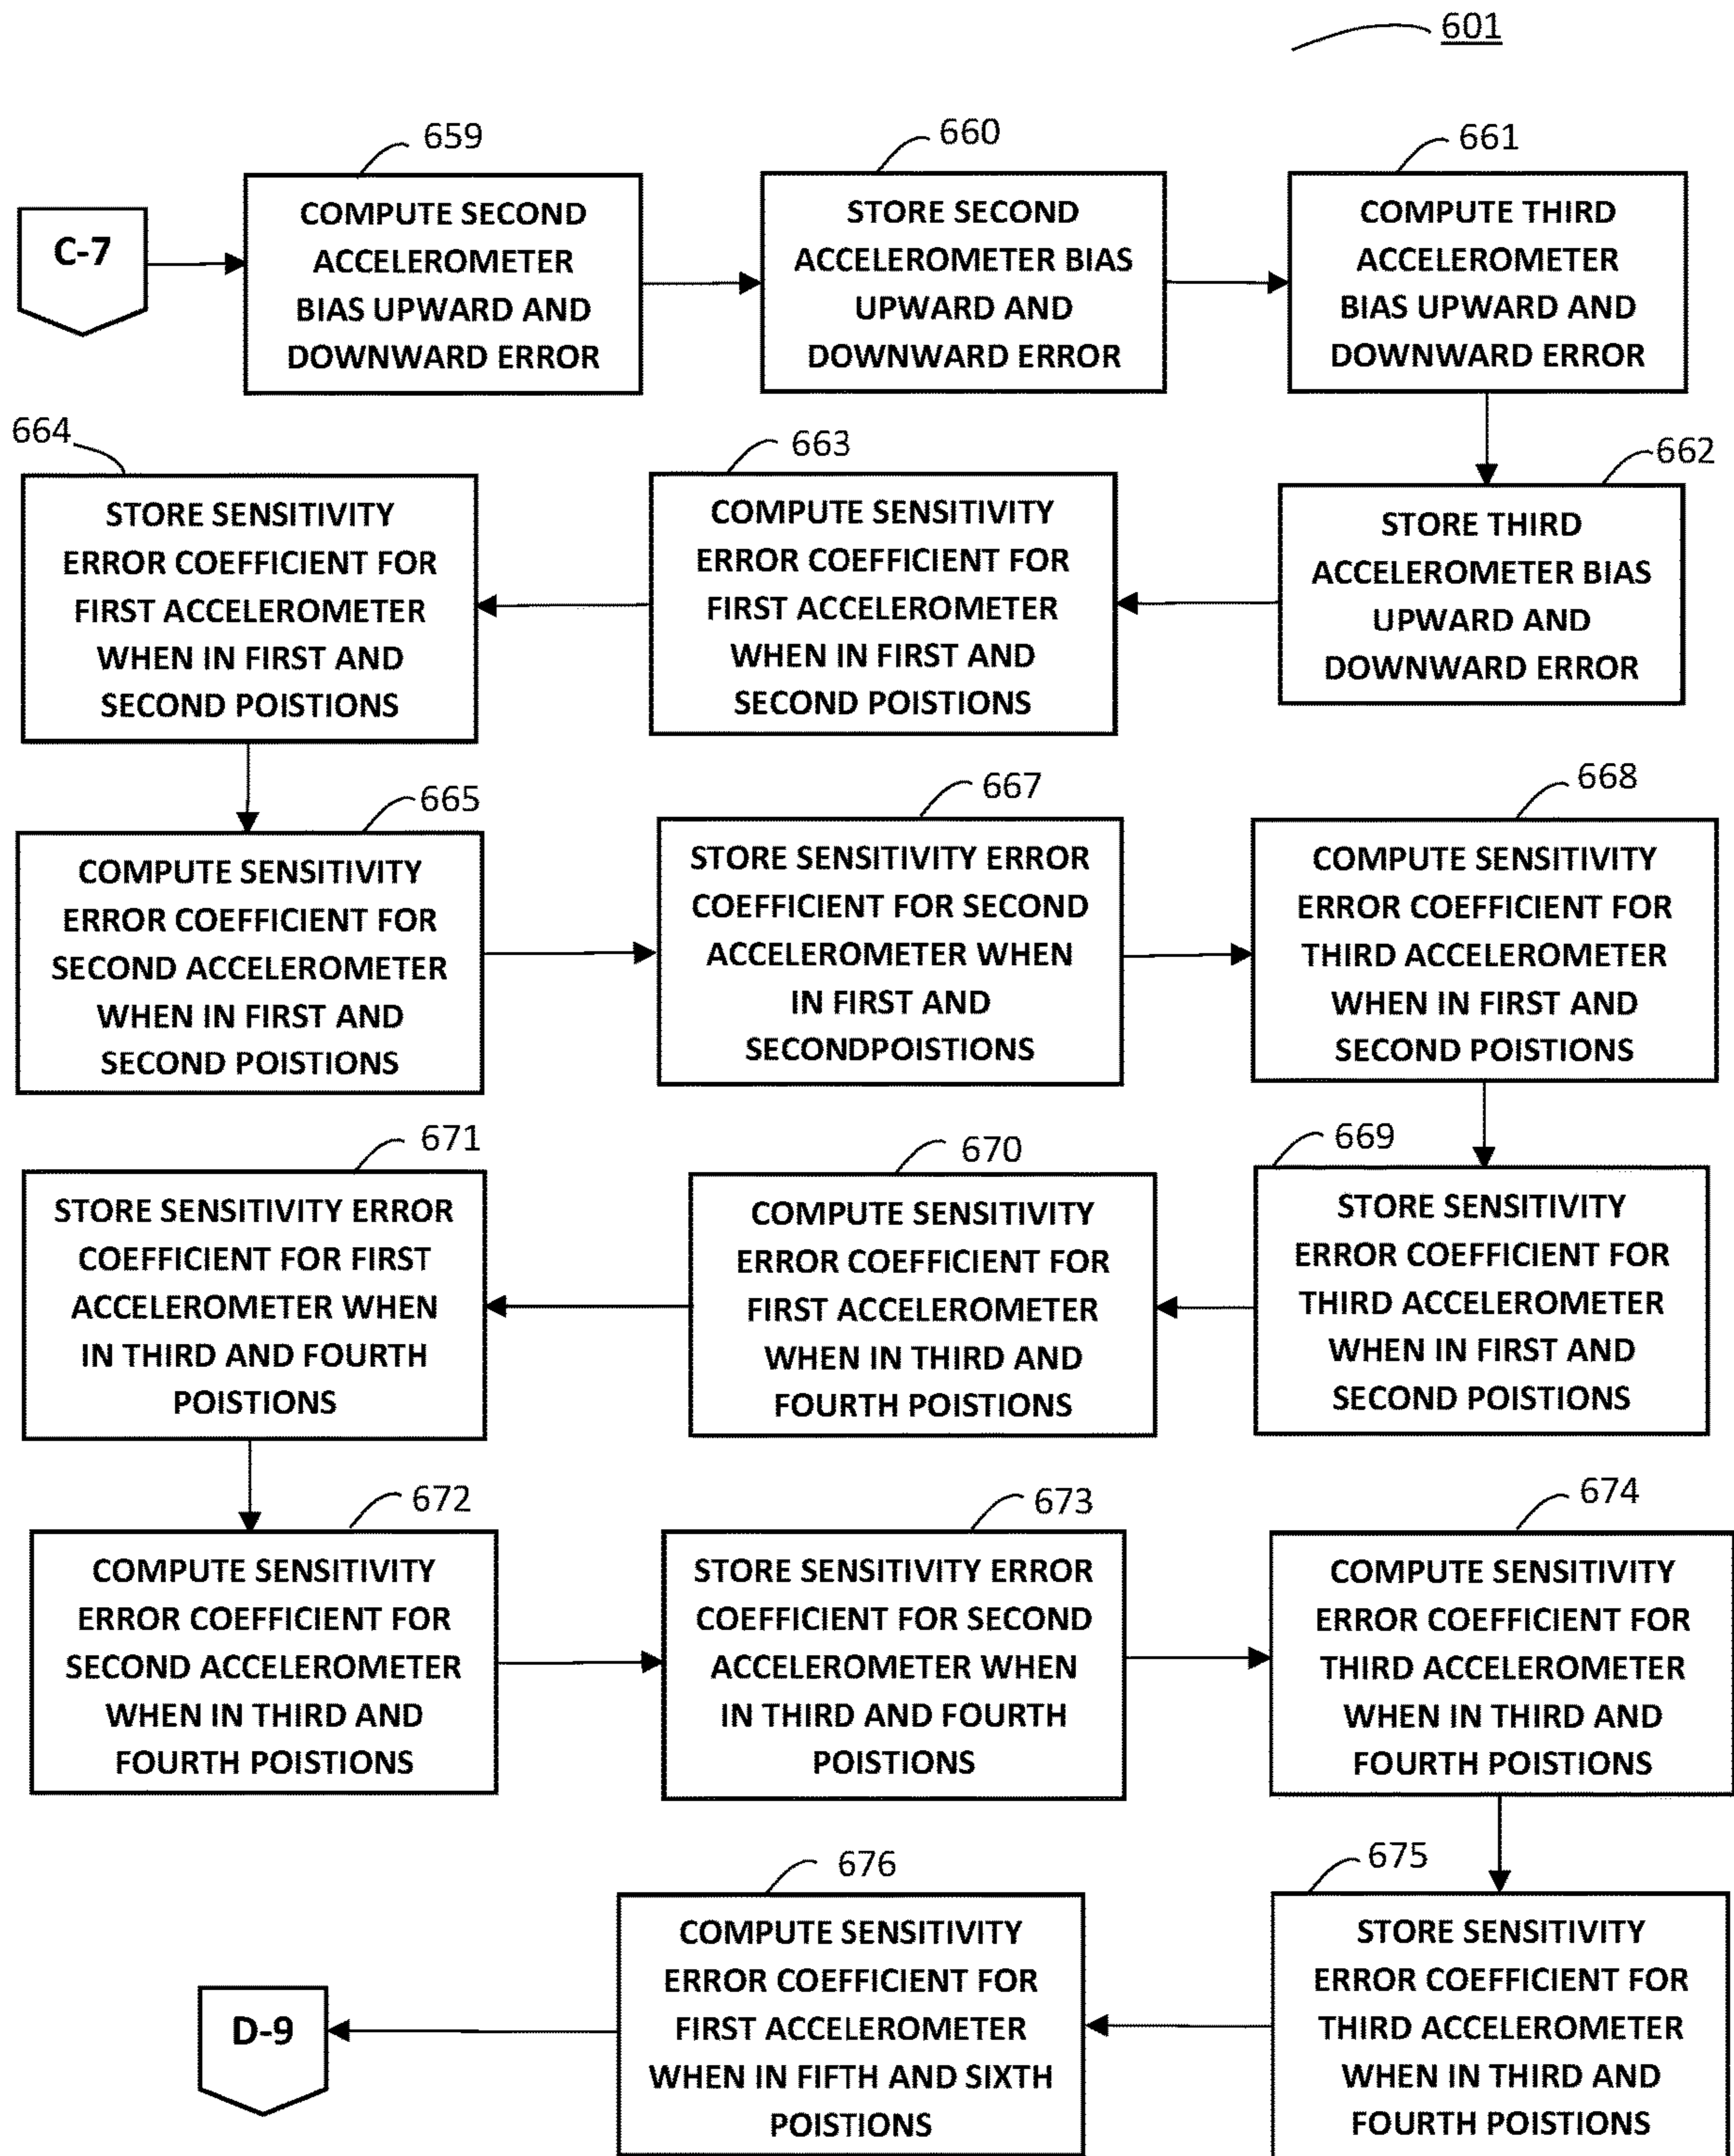 601
659
660
661
C-7
COMPUTE SECOND
ACCELEROMETER
BIAS UPWARD AND
DOWNWARD ERROR
STORE SECOND
ACCELEROMETER BIAS
UPWARD AND
DOWNWARD ERROR
COMPUTE THIRD
ACCELEROMETER
BIAS UPWARD AND
DOWNWARD ERROR
662
STORE THIRD
ACCELEROMETER BIAS
UPWARD AND
DOWNWARD ERROR
663
COMPUTE SENSITIVITY
ERROR COEFFICIENT FOR
FIRST ACCELEROMETER
WHEN IN FIRST AND
SECOND POISTIONS
664
STORE SENSITIVITY
ERROR COEFFICIENT FOR
FIRST ACCELEROMETER
WHEN IN FIRST AND
SECOND POISTIONS
665
COMPUTE SENSITIVITY
ERROR COEFFICIENT FOR
SECOND ACCELEROMETER
WHEN IN FIRST AND
SECOND POISTIONS
667
STORE SENSITIVITY ERROR
COEFFICIENT FOR SECOND
ACCELEROMETER WHEN
IN FIRST AND
SECONDPOISTIONS
668
COMPUTE SENSITIVITY
ERROR COEFFICIENT FOR
THIRD ACCELEROMETER
WHEN IN FIRST AND
SECOND POISTIONS
669
STORE SENSITIVITY
ERROR COEFFICIENT FOR
THIRD ACCELEROMETER
WHEN IN FIRST AND
SECOND POISTIONS
670
COMPUTE SENSITIVITY
ERROR COEFFICIENT FOR
FIRST ACCELEROMETER
WHEN IN THIRD AND
FOURTH POISTIONS
671
STORE SENSITIVITY ERROR
COEFFICIENT FOR FIRST
ACCELEROMETER WHEN
IN THIRD AND FOURTH
POISTIONS
672
COMPUTE SENSITIVITY
ERROR COEFFICIENT FOR
SECOND ACCELEROMETER
WHEN IN THIRD AND
FOURTH POISTIONS
673
STORE SENSITIVITY ERROR
COEFFICIENT FOR SECOND
ACCELEROMETER WHEN
IN THIRD AND FOURTH
POISTIONS
674
COMPUTE SENSITIVITY
ERROR COEFFICIENT FOR
THIRD ACCELEROMETER
WHEN IN THIRD AND
FOURTH POISTIONS
675
STORE SENSITIVITY
ERROR COEFFICIENT FOR
THIRD ACCELEROMETER
WHEN IN THIRD AND
FOURTH POISTIONS
676
COMPUTE SENSITIVITY
ERROR COEFFICIENT FOR
FIRST ACCELEROMETER
WHEN IN FIFTH AND SIXTH
POISTIONS
D-9